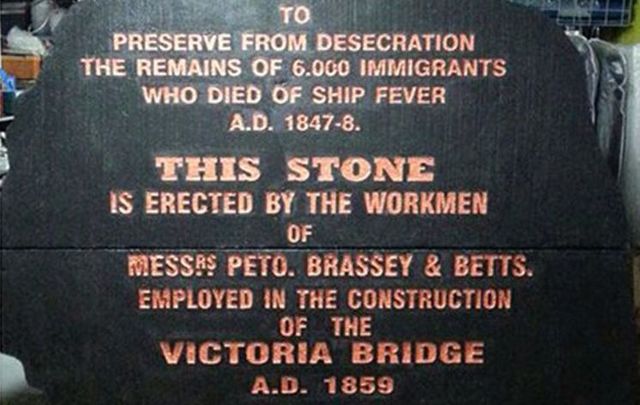 TO
PRESERVE FROM DESECRATION
THE REMAINS OF 6.000 IMMIGRANTS
WHO DIED OF SHIP FEVER
A.D. 1847-8.
THIS STONE
IS ERECTED BY THE WORKMEN
OF
MESSRS PETO. BRASSEY & BETTS.
EMPLOYED IN THE CONSTRUCTION
OF THE
VICTORIA BRIDGE
A.D. 1859